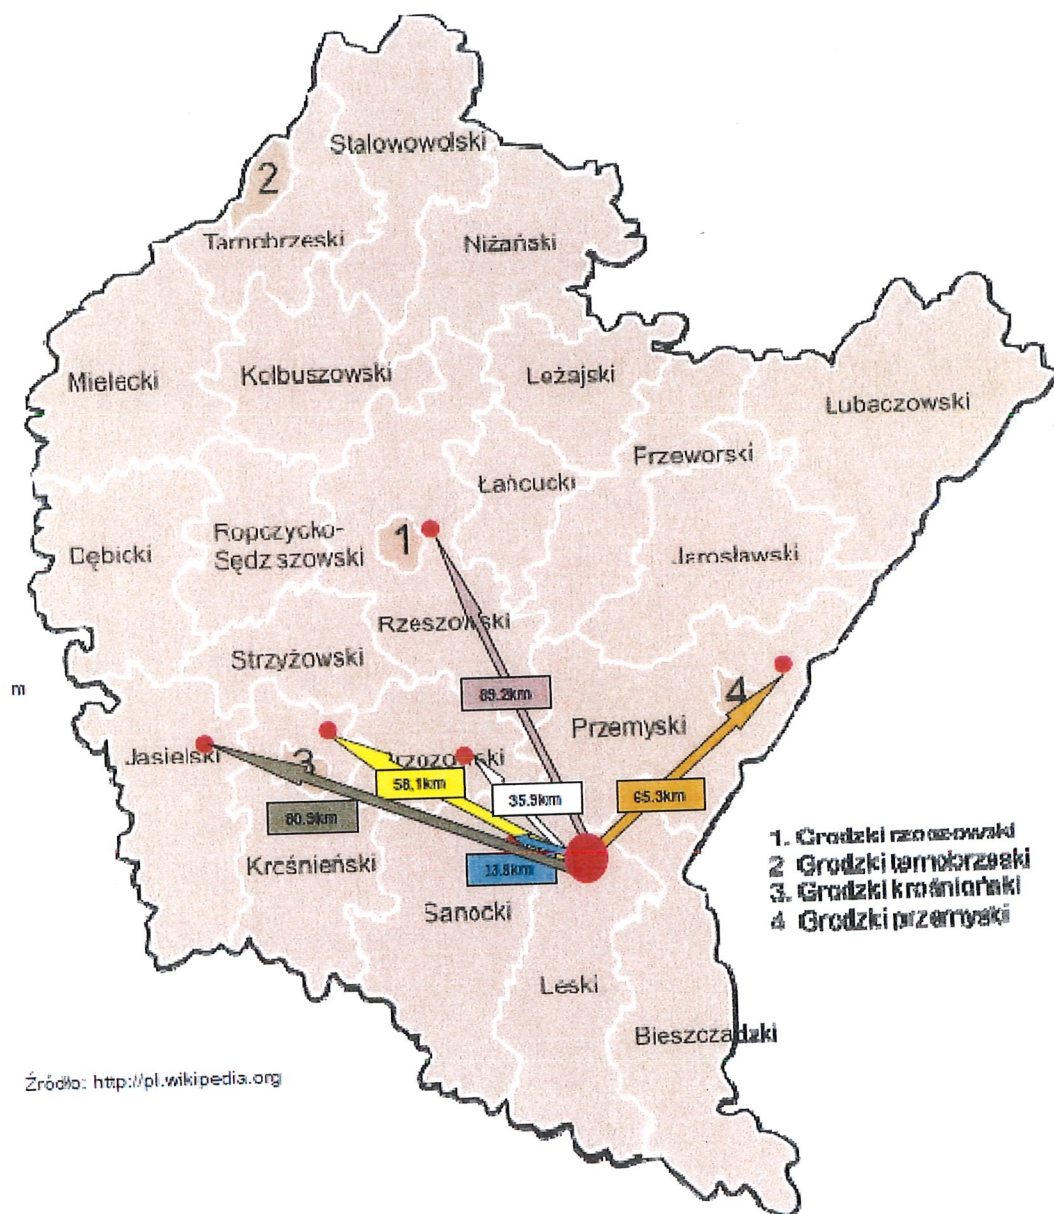 Stalowowolski
2
Tarnobrzeski
Niżański
Mielecki
Kolbuszowski
Leżajski
Lubaczowski
Frzeworski
Łańcucki
Ropczycko-
Sędziszowski
1
Dębicki
Jarosławski
Rzeszowski
Strzyżowski
m
89.2km
4
Przemyski
Jasielski
3
Brzozowski
58,1km
35.9km
65.3km
80.9km
1. Grodzki rzeszowski
Krośnieński
13.8km
2 Grodzki tarnobrzeski
3. Grodzki krośnieński
Sanocki
4 Grodzki przemyski
Leski
Bieszczadzki
Źródło: http://pl.wikipedia.org